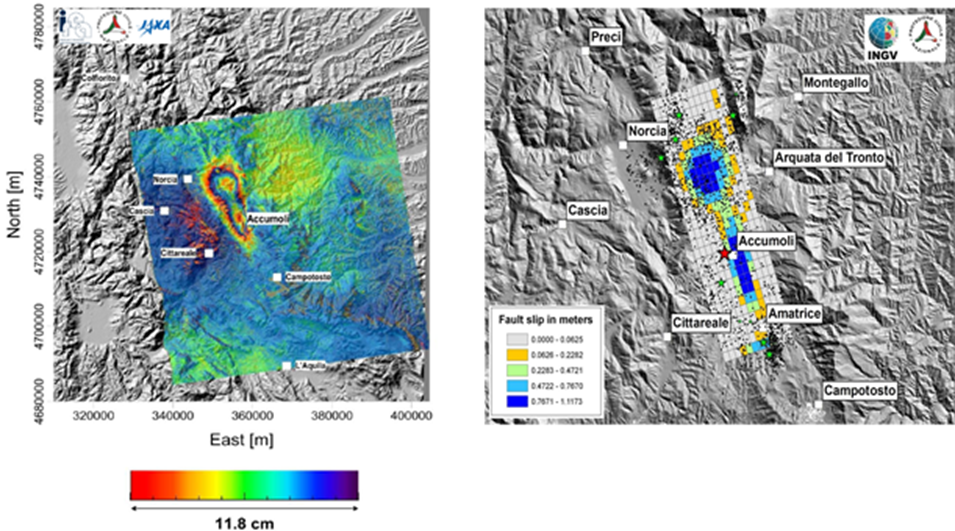 JAXA
Colfiorito
Norcia
Cascia
Accumoli
Cittareale
Campotosto
L'Aquila
North [m]
4780000
4760000
4740000
4720000
4700000
4680000
320000
340000
360000
380000
400000
East [m]
11.8 cm
INGV
Preci
Montegallo
Norcia
Arquata del Tronto
Cascia
Accumoli
Cittareale
Amatrice
Campotosto
Fault slip in meters
0.0000 - 0.0625
0.0626 - 0.2282
0.2283 - 0.4721
0.4722 - 0.7670
0.7671 - 1.1173